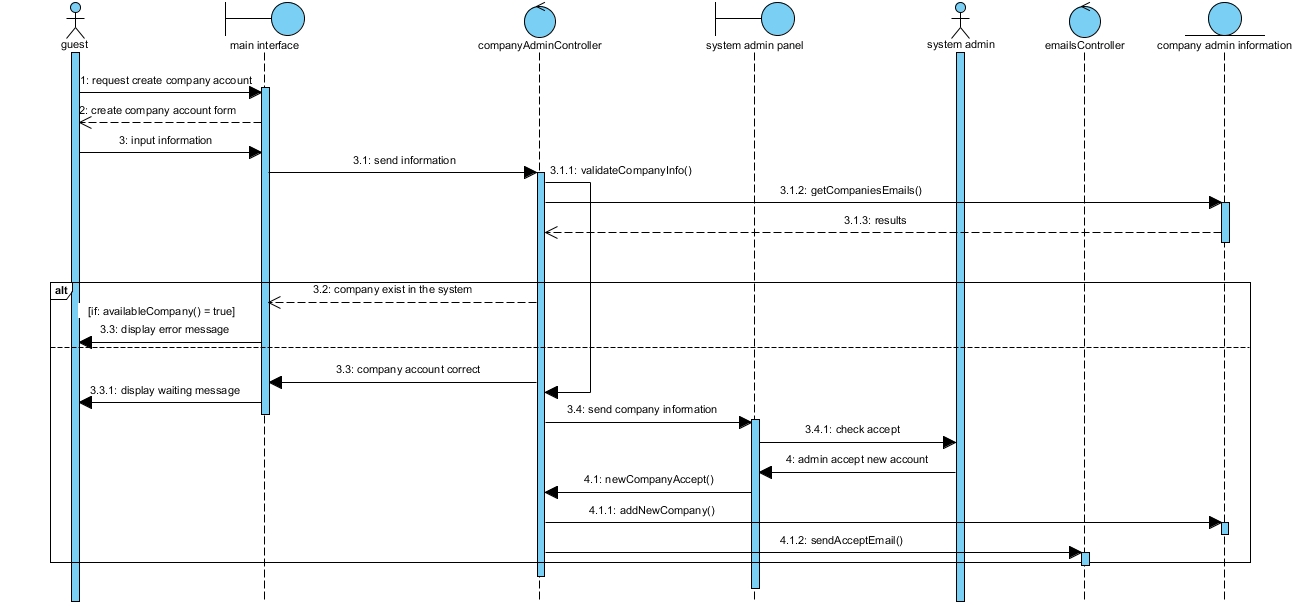 guest
main interface
companyAdminController
system admin panel
system admin
emailsController
company admin information
1: request create company account
2: create company account form
3: input information
3.1: send information
3.1.1: validateCompanyInfo()
3.1.2: getCompaniesEmails()
3.1.3: results
alt
3.2: company exist in the system
[if: availableCompany() = true]
3.3: display error message
3.3: company account correct
3.3.1: display waiting message
3.4: send company information
3.4.1: check accept
4: admin accept new account
4.1: newCompanyAccept()
4.1.1: addNewCompany()
4.1.2: sendAcceptEmail()